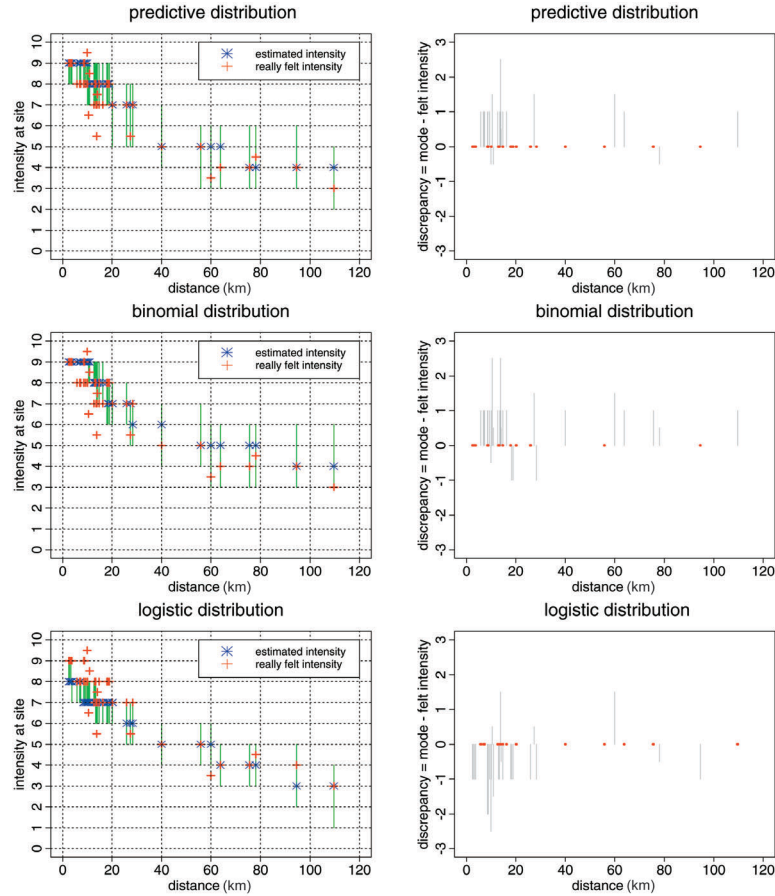 predictive distribution
intensity at site
10
9
8
7
6
5
4
3
2
1
0
estimated intensity
really felt intensity
0 20 40 60 80 100 120
distance (km)
predictive distribution
discrepancy = mode - felt intensity
3
2
1
0
-1
-2
-3
0 20 40 60 80 100 120
distance (km)
binomial distribution
intensity at site
10
9
8
7
6
5
4
3
2
1
0
estimated intensity
really felt intensity
0 20 40 60 80 100 120
distance (km)
binomial distribution
discrepancy = mode - felt intensity
3
2
1
0
-1
-2
-3
0 20 40 60 80 100 120
distance (km)
logistic distribution
intensity at site
10
9
8
7
6
5
4
3
2
1
0
estimated intensity
really felt intensity
0 20 40 60 80 100 120
distance (km)
logistic distribution
discrepancy = mode - felt intensity
3
2
1
0
-1
-2
-3
0 20 40 60 80 100 120
distance (km)